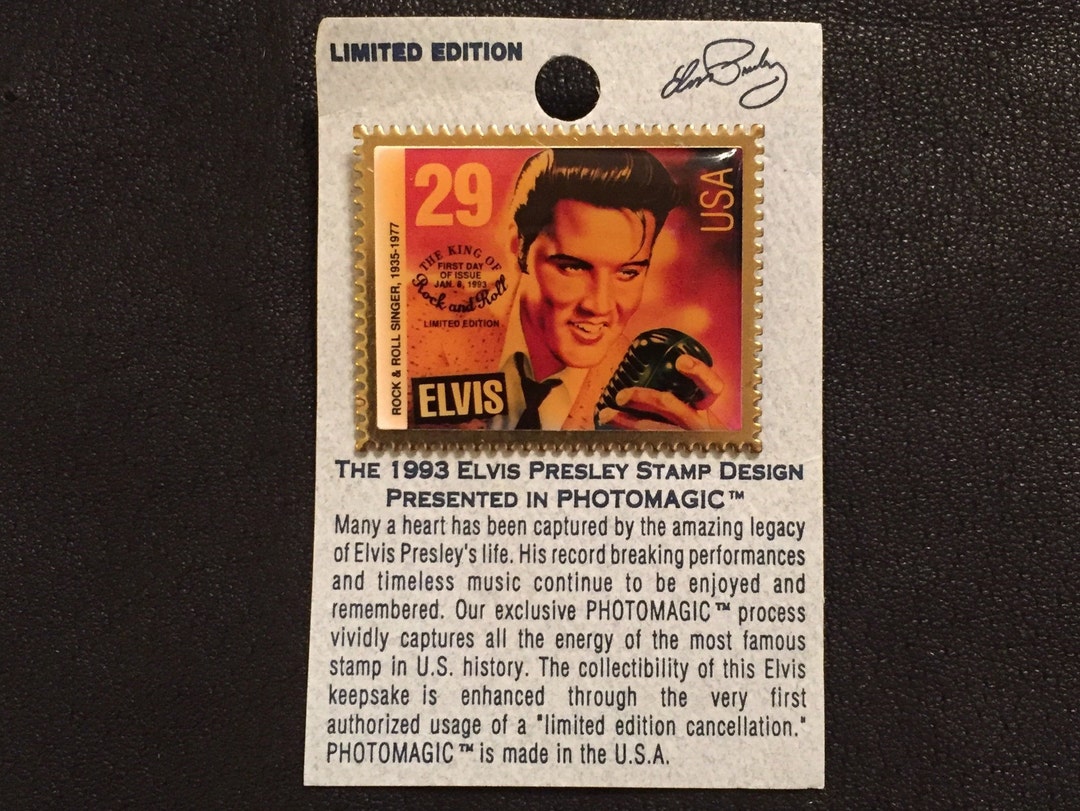 LIMITED EDITION
Elvis Presley
29
USA
ROCK & ROLL SINGER, 1935-1977
THE KING OF
FIRST DAY
OF ISSUE
JAN. 8, 1993
Rock and Roll
LIMITED EDITION
ELVIS
THE 1993 ELVIS PRESLEY STAMP DESIGN
PRESENTED IN PHOTOMAGIC™
Many a heart has been captured by the amazing legacy
of Elvis Presley's life. His record breaking performances
and timeless music continue to be enjoyed and
remembered. Our exclusive PHOTOMAGIC™ process
vividly captures all the energy of the most famous
stamp in U.S. history. The collectibility of this Elvis
keepsake is enhanced through the very first
authorized usage of a "limited edition cancellation."
PHOTOMAGIC™ is made in the U.S.A.